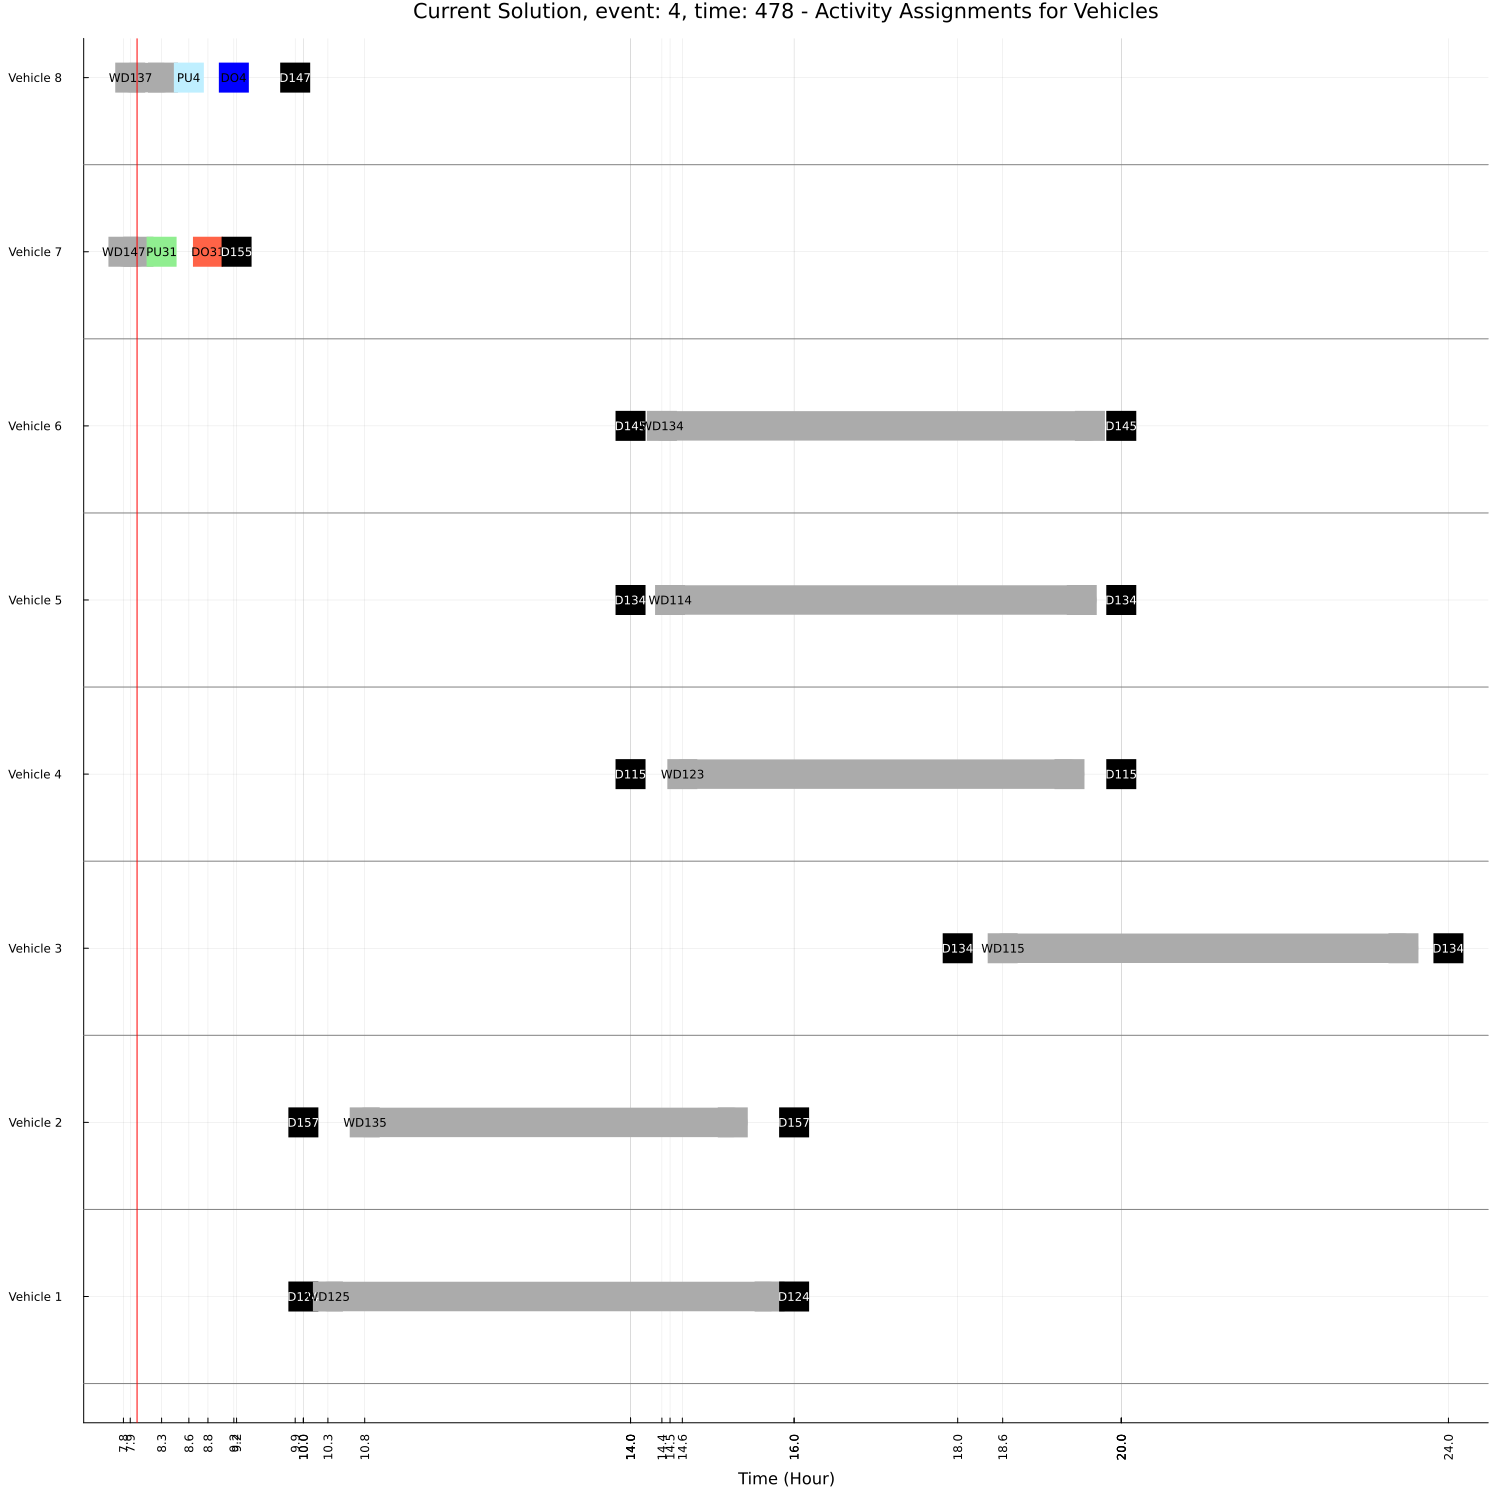 Current Solution, event: 4, time: 478 - Activity Assignments for Vehicles
Vehicle 8 WD137 PU4 DO4 D147
Vehicle 7 WD147 PU31 DO31 D155
Vehicle 6 D145 WD134 D145
Vehicle 5 D134 WD114 D134
Vehicle 4 D115 WD123 D115
Vehicle 3 D134 WD115 D134
Vehicle 2 D157 WD135 D157
Vehicle 1 WD125 D124
7.8 7.9 8.3 8.6 8.8 9.2 9.9 10.0 10.3 10.8 14.0 14.4 14.5 14.6 16.0 18.0 18.6 20.0 24.0
Time (Hour)